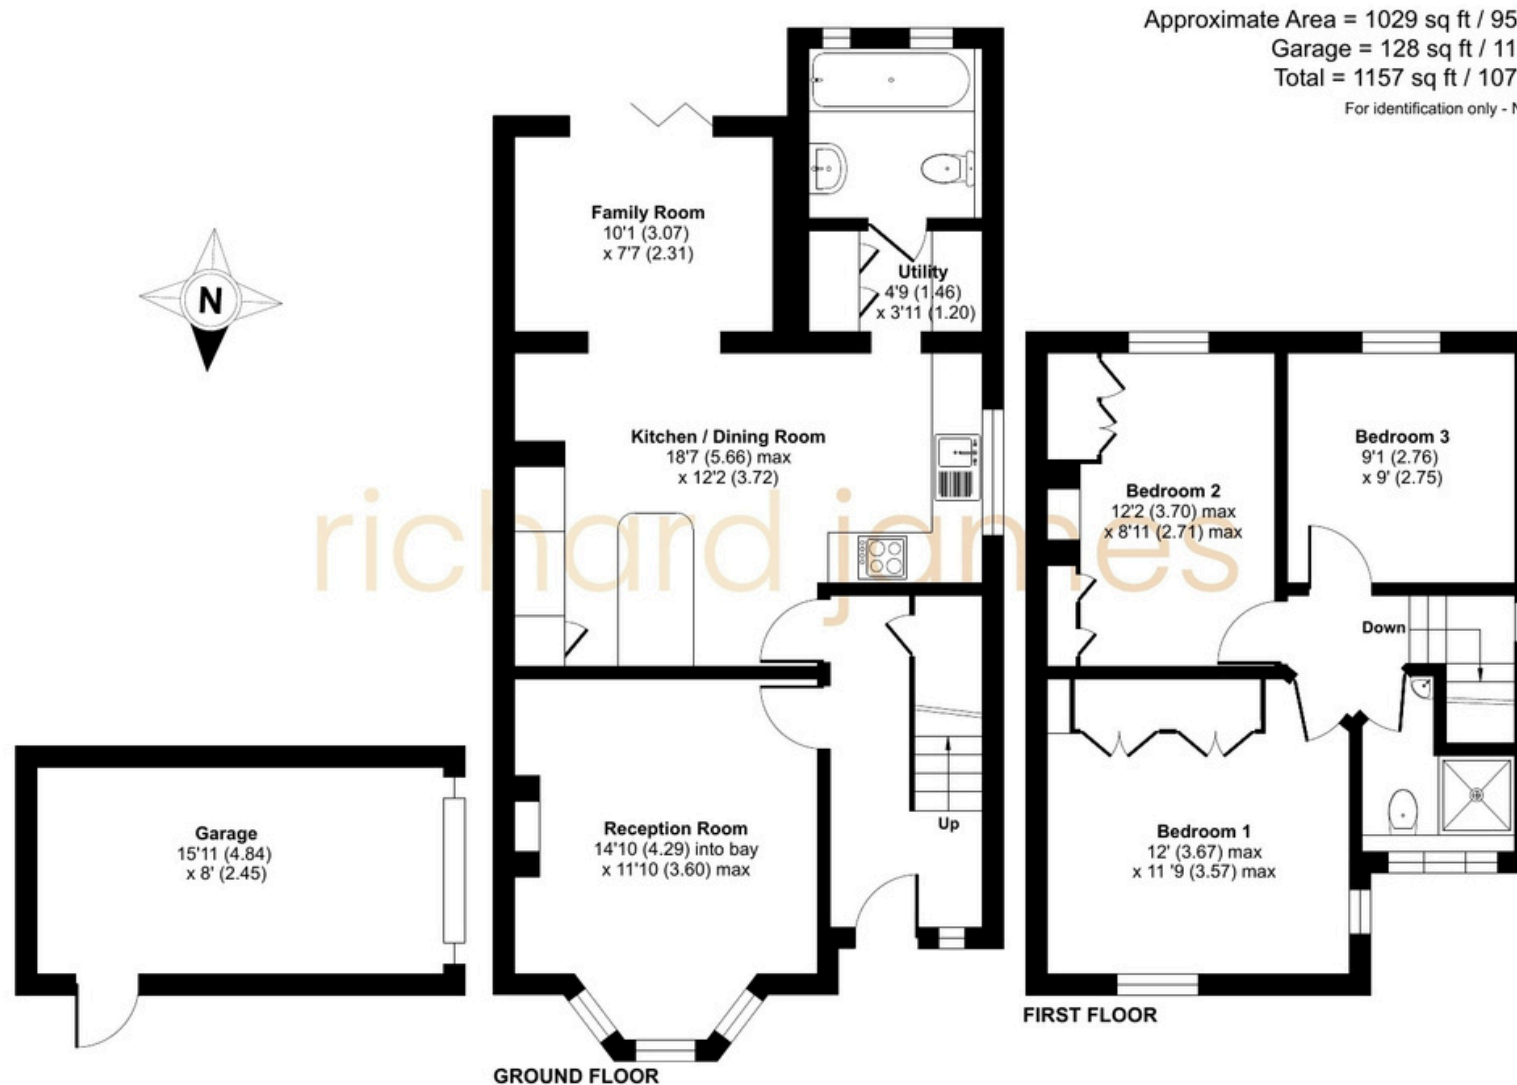 Approximate Area = 1029 sq ft / 95
Garage = 128 sq ft / 11
Total = 1157 sq ft / 107
For identification only - N
N
Family Room
10'1 (3.07)
x 7'7 (2.31)
Utility
4'9 (1.46)
x 3'11 (1.20)
Kitchen / Dining Room
18'7 (5.66) max
x 12'2 (3.72)
Bedroom 2
12'2 (3.70) max
x 8'11 (2.71) max
Bedroom 3
9'1 (2.76)
x 9' (2.75)
richard james
Down
Garage
15'11 (4.84)
x 8' (2.45)
Reception Room
14'10 (4.29) into bay
x 11'10 (3.60) max
Up
Bedroom 1
12' (3.67) max
x 11 '9 (3.57) max
FIRST FLOOR
GROUND FLOOR